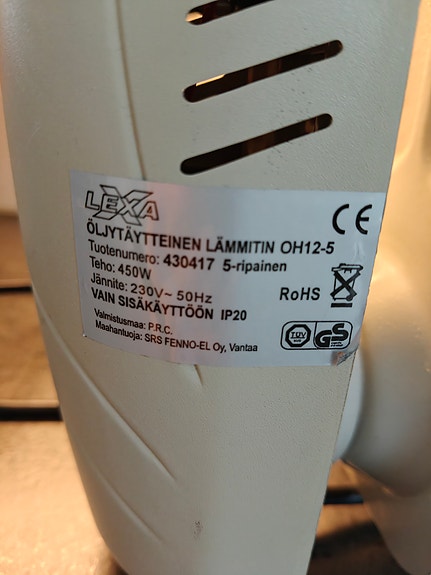 LEXA
CE
ÖLJYTÄYTTEINEN LÄMMITIN OH12-5
Tuotenumero: 430417 5-ripainen
Teho: 450W
Jännite: 230V~ 50Hz
RoHS
VAIN SISÄKÄYTTÖÖN IP20
Valmistusmaa: P.R.C.
Maahantuoja: SRS FENNO-EL Oy, Vantaa
TÜV
GS